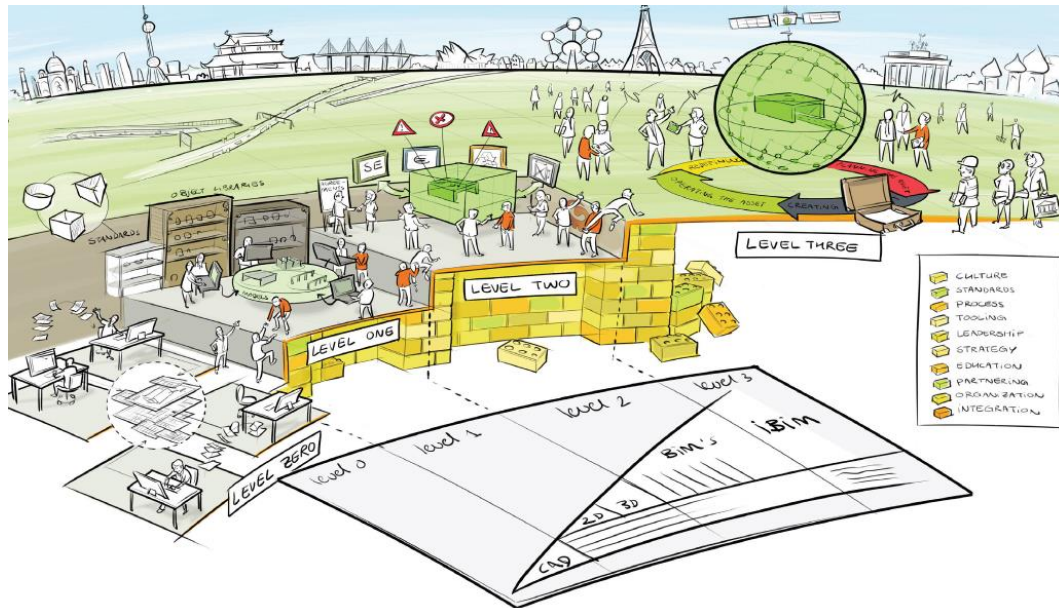 SE
€
OBJECT LIBRARIES
STANDARDS
OPERATING THE ASSET
CREATING
LEVEL THREE
LEVEL TWO
LEVEL ONE
LEVEL ZERO
CULTURE
STANDARDS
PROCESS
TOOLING
LEADERSHIP
STRATEGY
EDUCATION
PARTNERING
ORGANIZATION
INTEGRATION
level 0
level 1
level 2
level 3
BIM's
iBIM
2D
3D
CAD